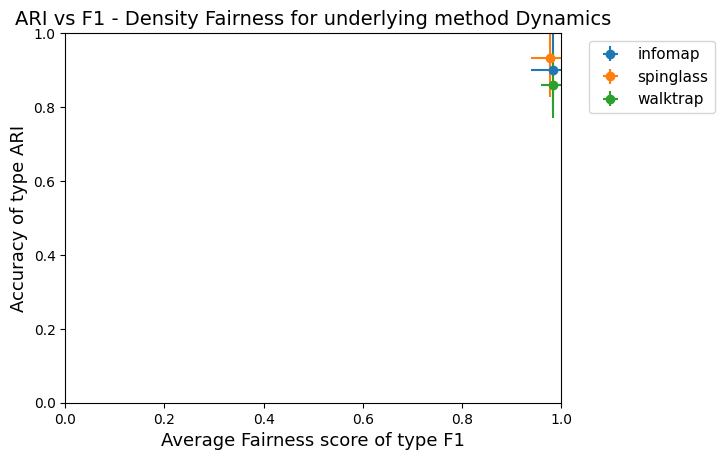 ARI vs F1 - Density Fairness for underlying method Dynamics
infomap
spinglass
walktrap
Accuracy of type ARI
1.0
0.8
0.6
0.4
0.2
0.0
0.0 0.2 0.4 0.6 0.8 1.0
Average Fairness score of type F1